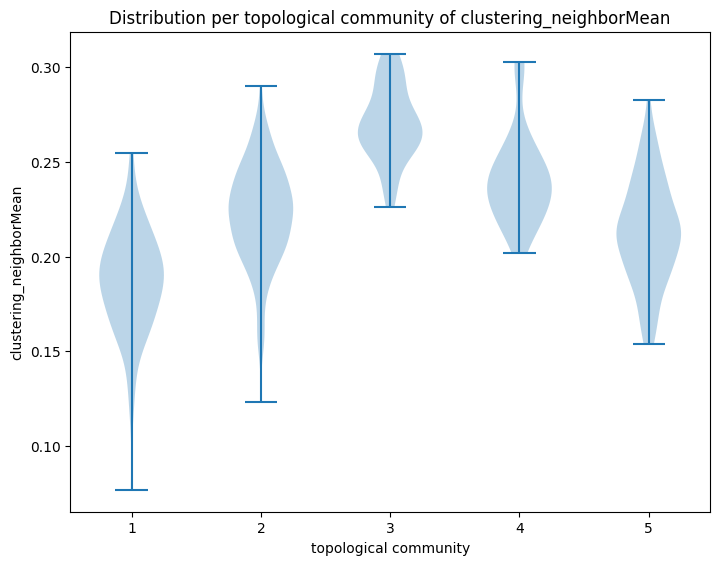 Distribution per topological community of clustering_neighborMean
clustering_neighborMean
0.30
0.25
0.20
0.15
0.10
1 2 3 4 5
topological community